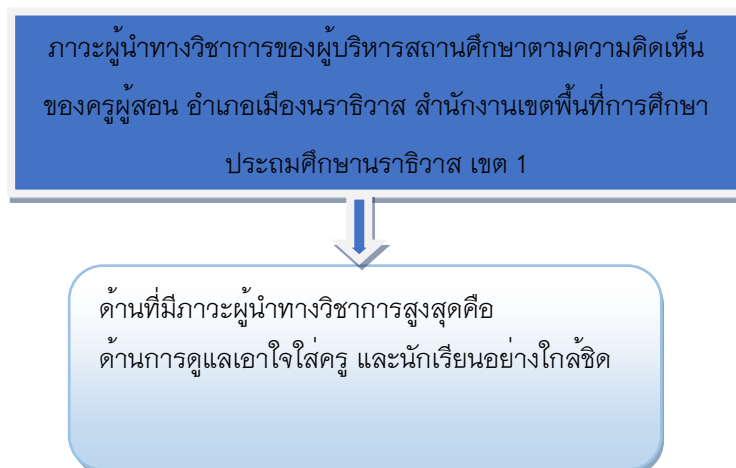 ภาวะผู้นำทางวิชาการของผู้บริหารสถานศึกษาตามความคิดเห็น
ของครูผู้สอน อำเภอเมืองนราธิวาส สำนักงานเขตพื้นที่การศึกษา
ประถมศึกษานราธิวาส เขต 1
ด้านที่มีภาวะผู้นำทางวิชาการสูงสุดคือ
ด้านการดูแลเอาใจใส่ครู และนักเรียนอย่างใกล้ชิด